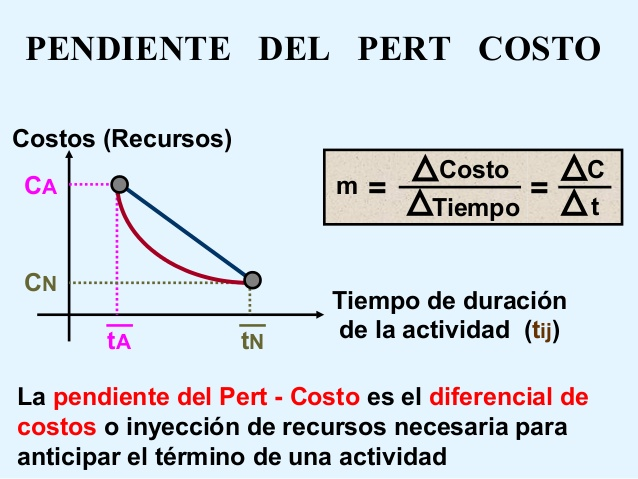 PENDIENTE DEL PERT COSTO
Costos (Recursos)
CA
CN
tA
tN
m = ΔCosto / ΔTiempo = ΔC / Δt
Tiempo de duración
de la actividad (tij)
La pendiente del Pert - Costo es el diferencial de
costos o inyección de recursos necesaria para
anticipar el término de una actividad